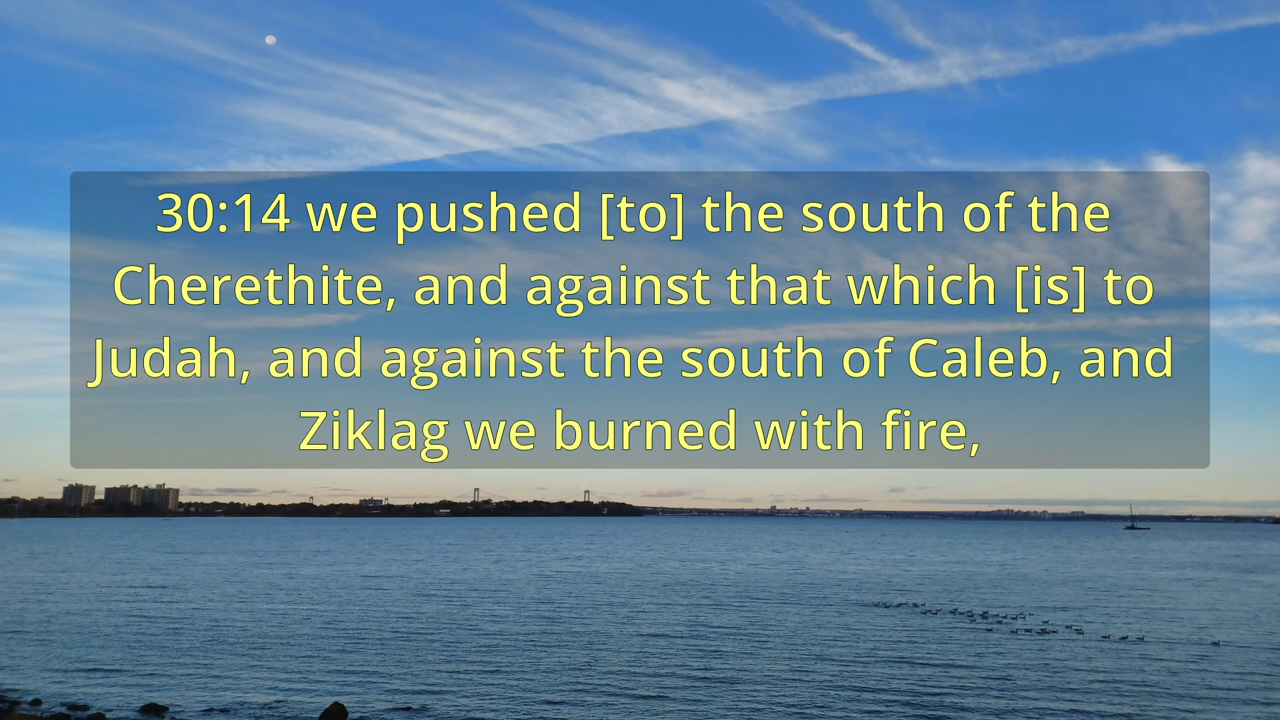 30:14 we pushed [to] the south of the
Cherethite, and against that which [is] to
Judah, and against the south of Caleb, and
Ziklag we burned with fire,